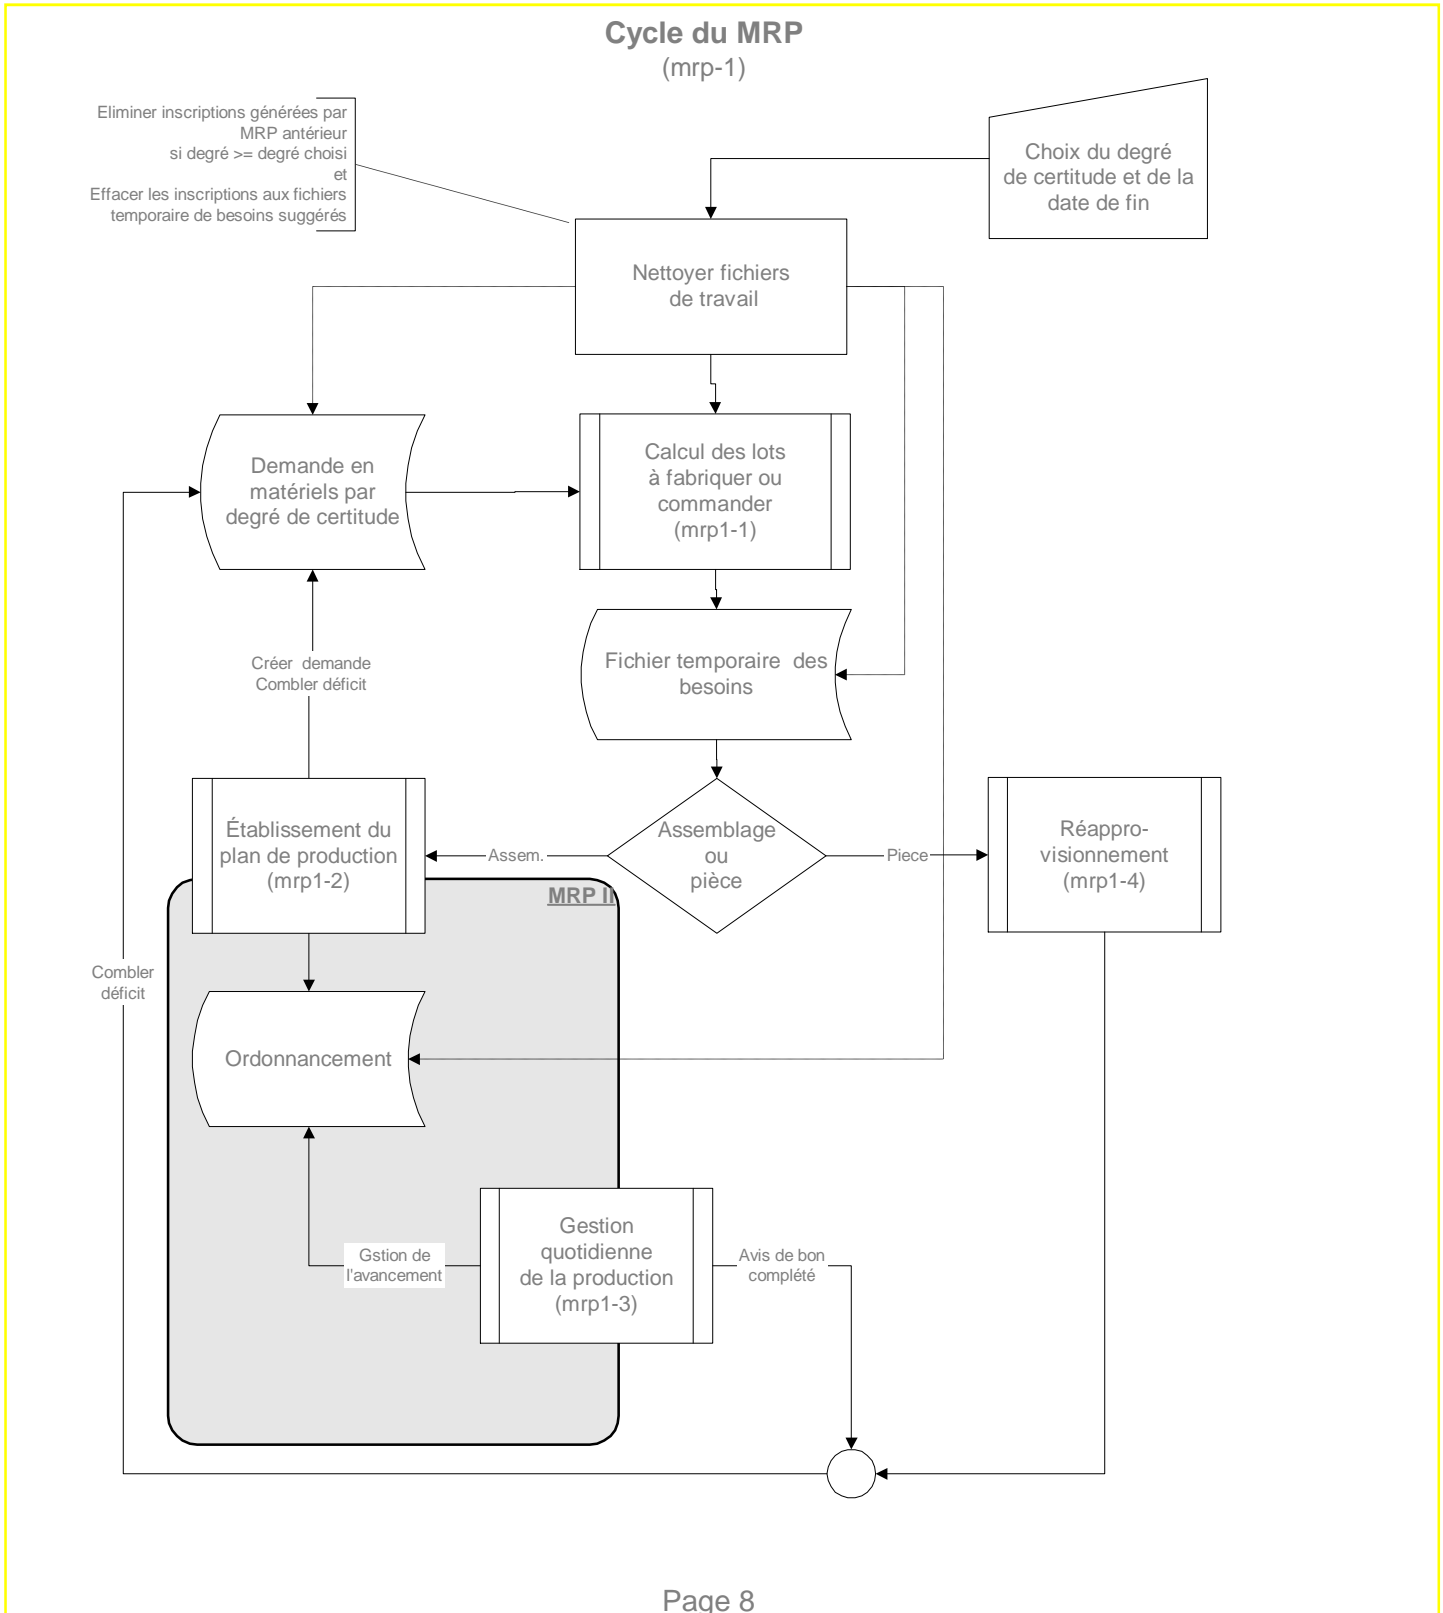 Cycle du MRP
(mrp-1)
Eliminer inscriptions générées par
MRP antérieur
si degré >= degré choisi
et
Effacer les inscriptions aux fichiers
temporaire de besoins suggérés
Choix du degré
de certitude et de la
date de fin
Nettoyer fichiers
de travail
Demande en
matériels par
degré de certitude
Calcul des lots
à fabriquer ou
commander
(mrp1-1)
Créer  demande
Combler déficit
Fichier temporaire  des
besoins
Établissement du
plan de production
(mrp1-2)
Assem.
Assemblage
ou
pièce
Piece
Réappro-
visionnement
(mrp1-4)
MRP II
Combler
déficit
Ordonnancement
Gstion de
l'avancement
Gestion
quotidienne
de la production
(mrp1-3)
Avis de bon
complété
Page 8